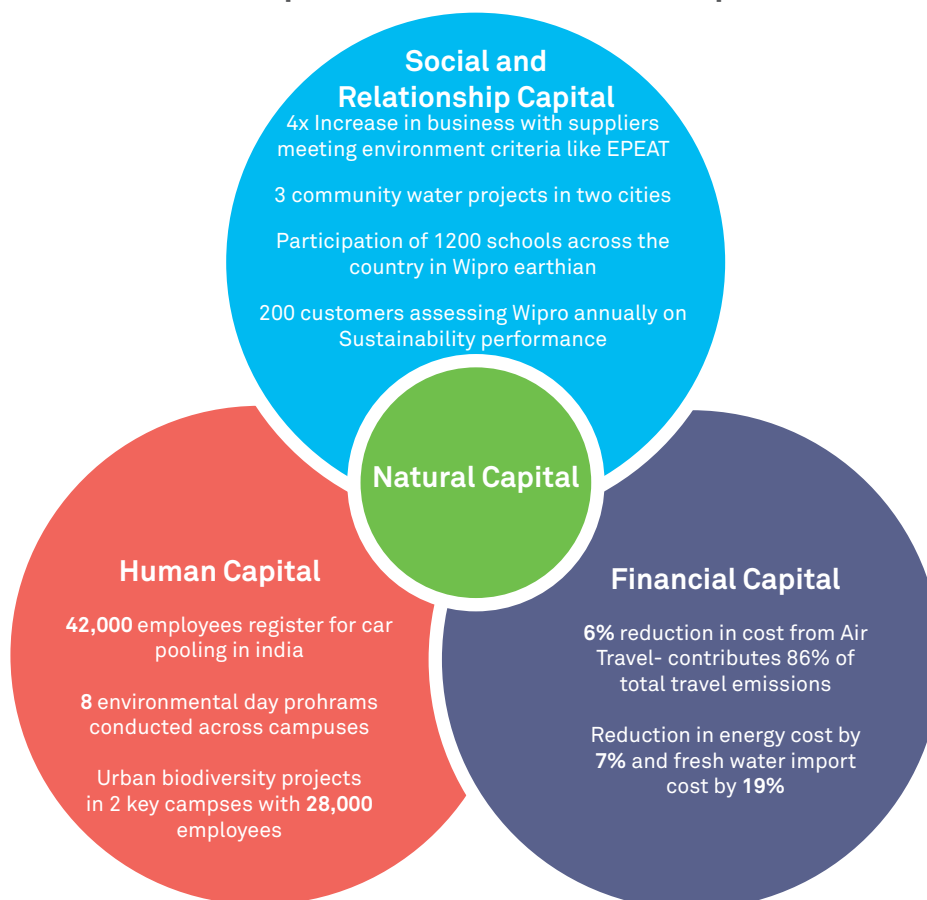 Social and
Relationship Capital
4x Increase in business with suppliers
meeting environment criteria like EPEAT
3 community water projects in two cities
Participation of 1200 schools across the
country in Wipro earthian
200 customers assessing Wipro annually on
Sustainability performance
Natural Capital
Human Capital
42,000 employees register for car
pooling in india
8 environmental day prohrams
conducted across campuses
Urban biodiversity projects
in 2 key campses with 28,000
employees
Financial Capital
6% reduction in cost from Air
Travel- contributes 86% of
total travel emissions
Reduction in energy cost by
7% and fresh water import
cost by 19%